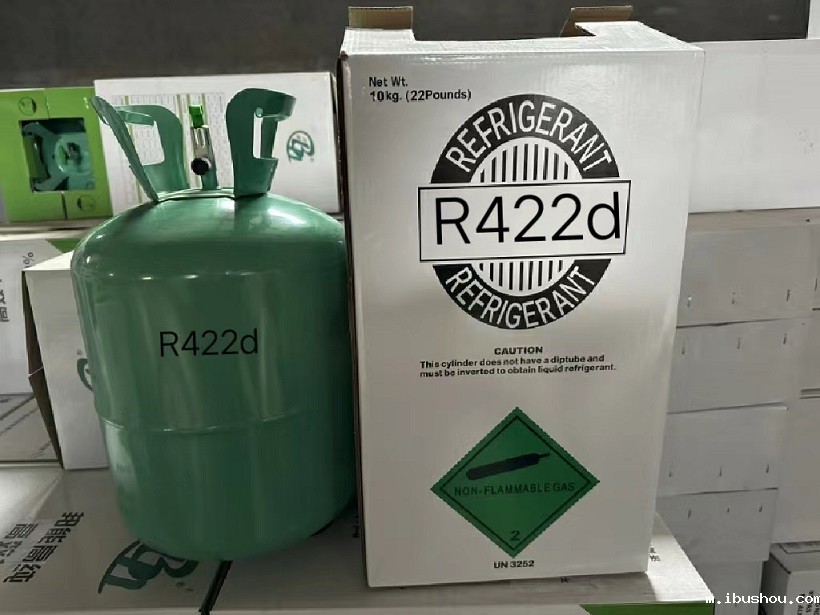 Net Wt.
10kg. (22Pounds)
REFRIGERANT
R422d
REFRIGERANT
R422d
CAUTION
This cylinder does not have a diptube and
must be inverted to obtain liquid refrigerant.
NON-FLAMMABLE GAS
2
UN 3252
m.ibushou.com